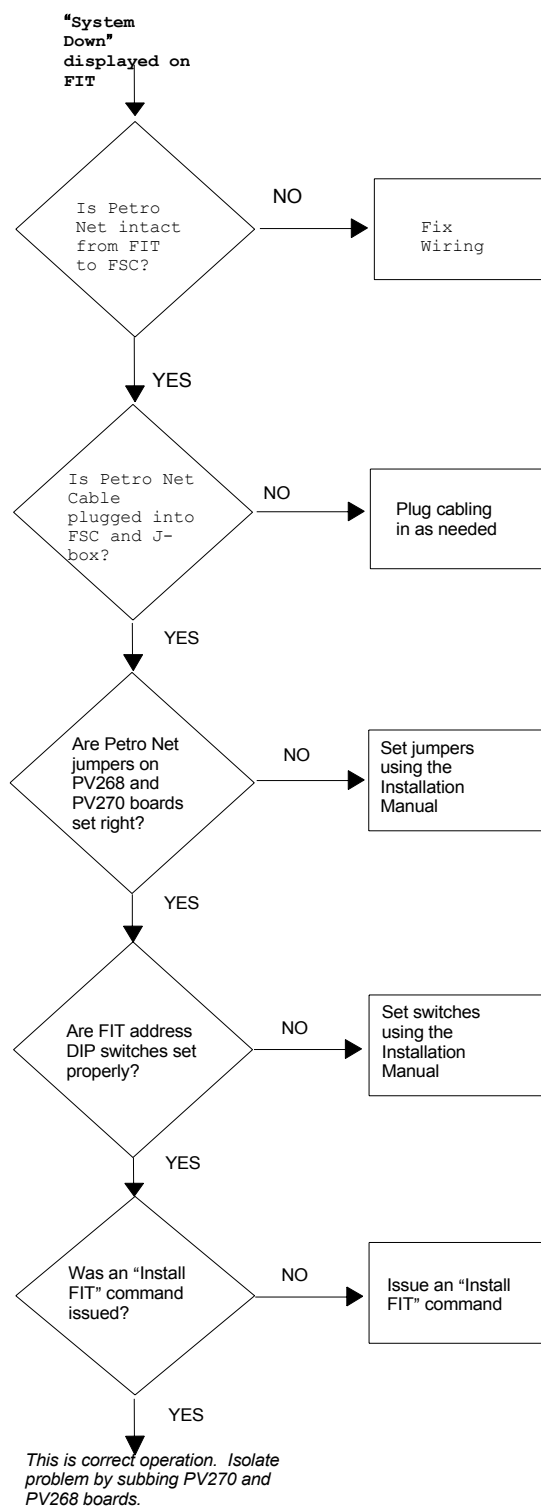 “System
Down”
displayed on
FIT
Is Petro
Net intact
from FIT
to FSC?
NO
Fix
Wiring
YES
Is Petro Net
Cable
plugged into
FSC and J-
box?
NO
Plug cabling
in as needed
YES
Are Petro Net
jumpers on
PV268 and
PV270 boards
set right?
NO
Set jumpers
using the
Installation
Manual
YES
Are FIT address
DIP switches set
properly?
NO
Set switches
using the
Installation
Manual
YES
Was an “Install
FIT” command
issued?
NO
Issue an “Install
FIT” command
YES
This is correct operation. Isolate
problem by subbing PV270 and
PV268 boards.